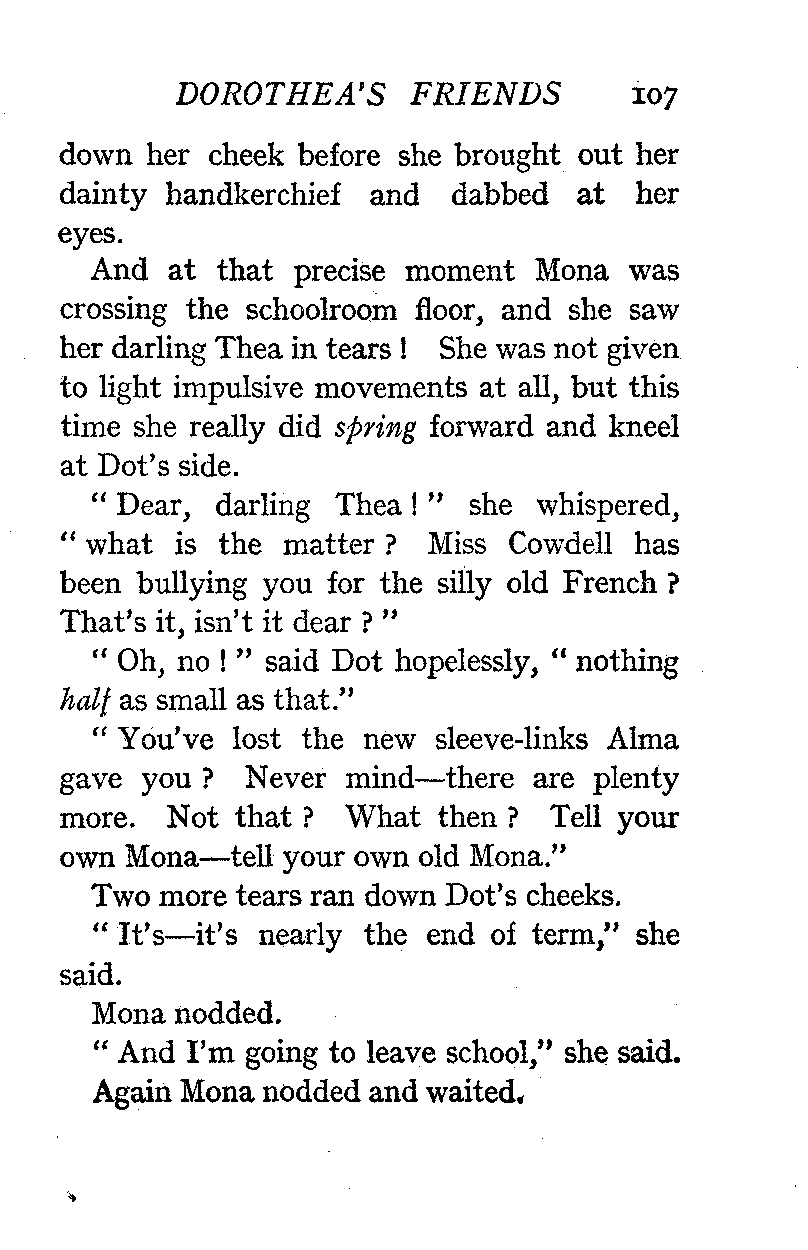 DOROTHEA'S FRIENDS 107
down her cheek before she brought out her
dainty handkerchief and dabbed at her
eyes.
And at that precise moment Mona was
crossing the schoolroom floor, and she saw
her darling Thea in tears ! She was not given
to light impulsive movements at all, but this
time she really did spring forward and kneel
at Dot's side.
“ Dear, darling Thea ! ” she whispered,
“ what is the matter ? Miss Cowdell has
been bullying you for the silly old French ?
That's it, isn't it dear ? ”
“ Oh, no ! ” said Dot hopelessly, “ nothing
half as small as that.”
“ You've lost the new sleeve-links Alma
gave you ? Never mind—there are plenty
more. Not that ? What then ? Tell your
own Mona—tell your own old Mona.”
Two more tears ran down Dot's cheeks.
“ It's—it's nearly the end of term,” she
said.
Mona nodded.
“ And I'm going to leave school,” she said.
Again Mona nodded and waited.